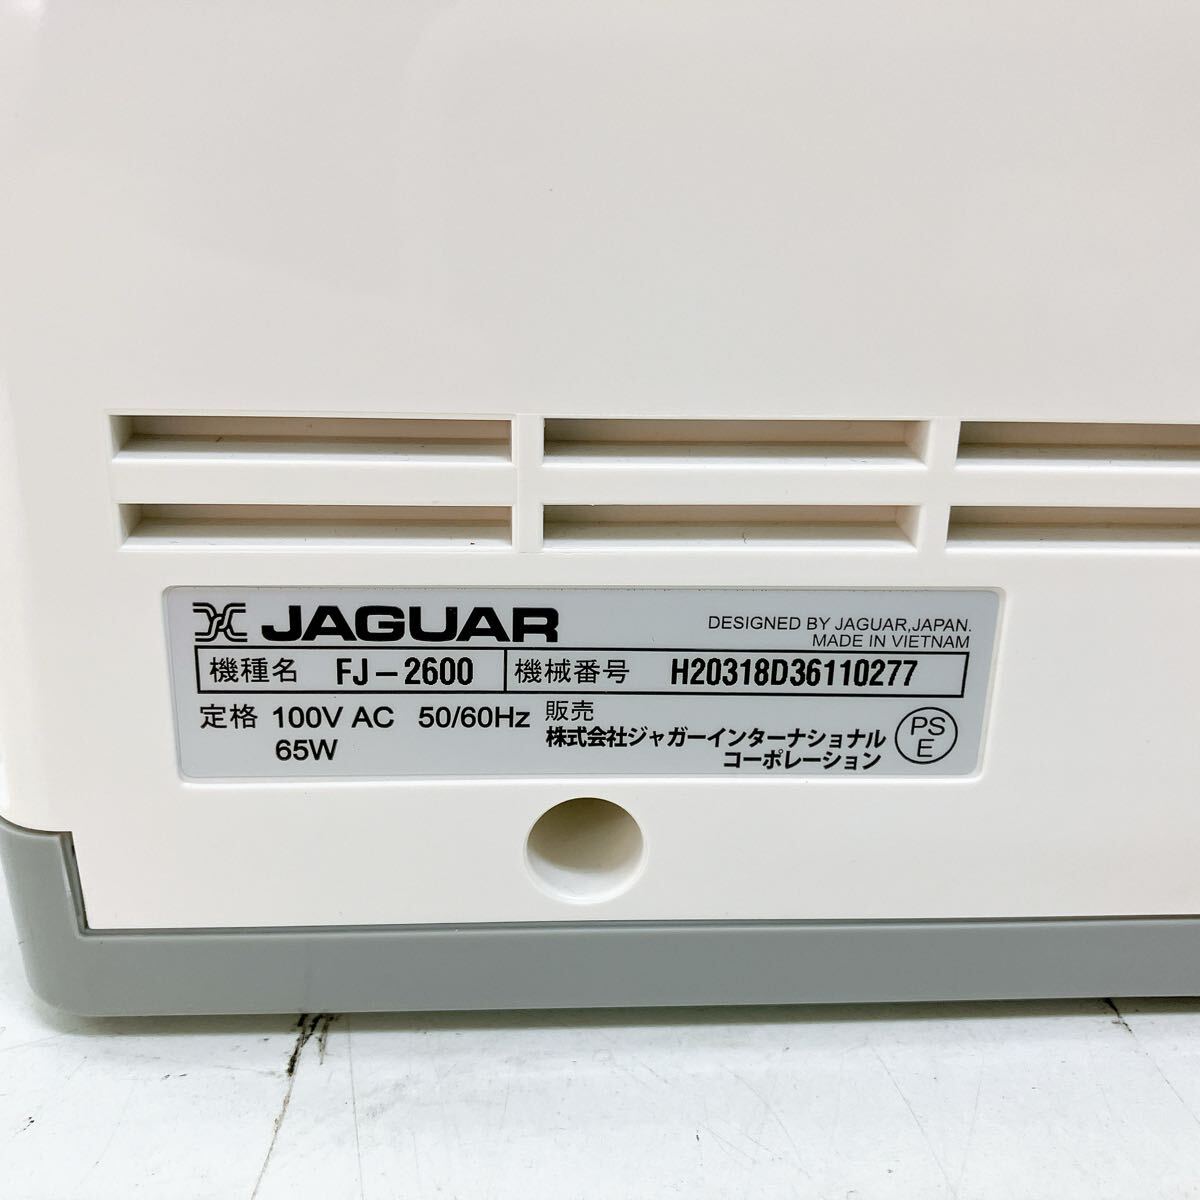 JAGUAR
DESIGNED BY JAGUAR,JAPAN.
MADE IN VIETNAM
機種名 FJ-2600 機械番号 H20318D36110277
定格 100V AC 50/60Hz
65W
販売
株式会社ジャガーインターナショナル
コーポレーション
PS
E